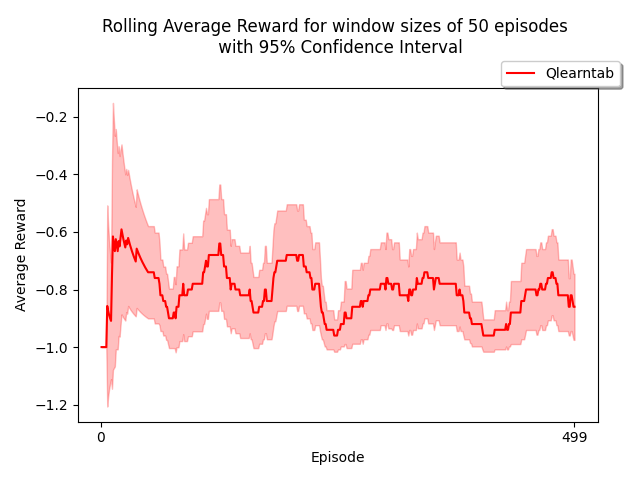 Rolling Average Reward for window sizes of 50 episodes
with 95% Confidence Interval
Qlearntab
Average Reward
−0.2
−0.4
−0.6
−0.8
−1.0
−1.2
0
499
Episode